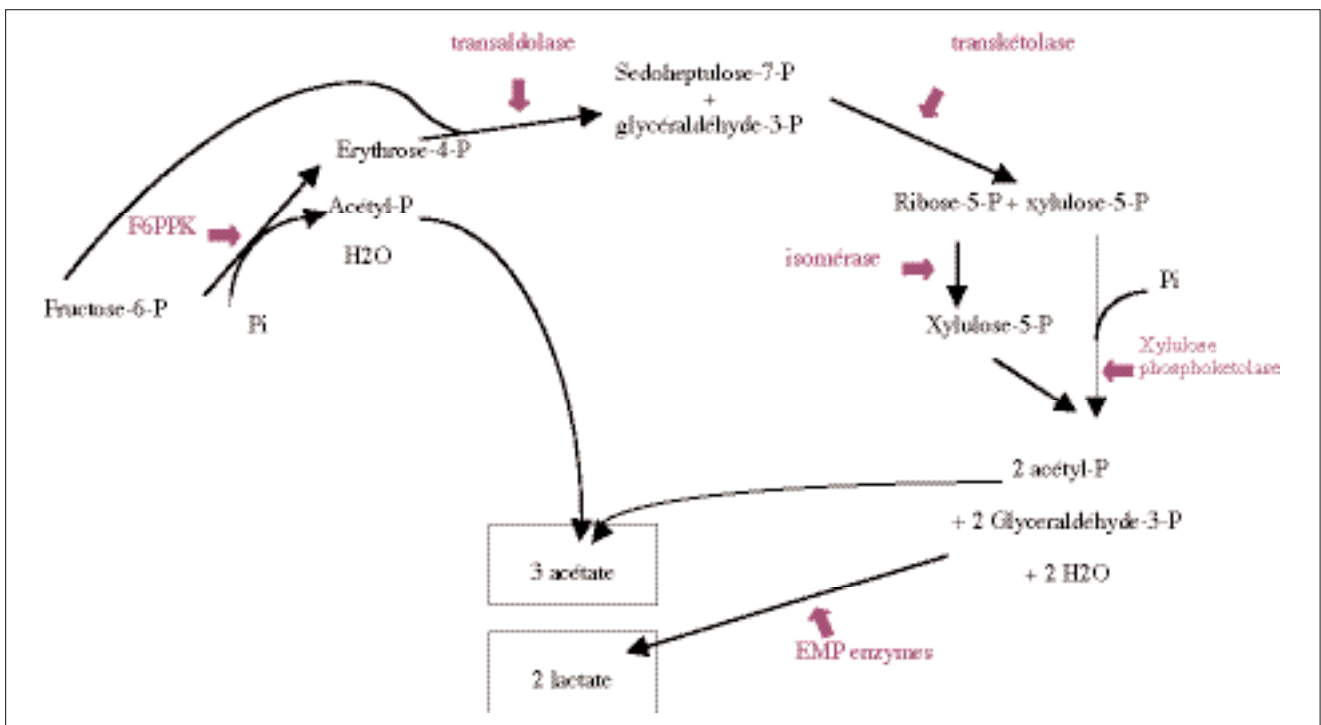 transaldolase
transkétolase
Sedoheptulose-7-P
+
glycéraldéhyde-3-P
Erythrose-4-P
Acétyl-P
F6PPK
H2O
Fructose-6-P
Pi
Ribose-5-P + xylulose-5-P
isomérase
Pi
Xylulose-5-P
Xylulose
phosphoketolase
2 acétyl-P
+ 2 Glyceraldéhyde-3-P
+ 2 H2O
3 acétate
EMP enzymes
2 lactate